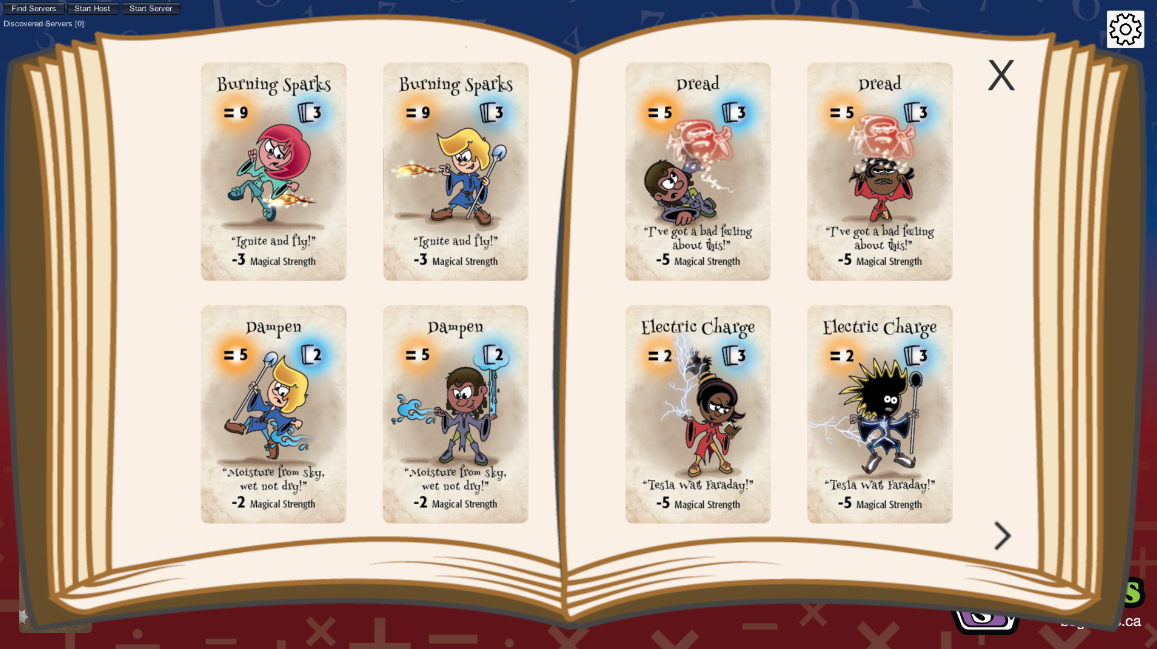 Find Servers Start Host Start Server
Discovered Servers [0]:
X
Burning Sparks
= 9 3
"Ignite and fly!"
-3 Magical Strength
Burning Sparks
= 9 3
"Ignite and fly!"
-3 Magical Strength
Dread
= 5 3
"I've got a bad feeling
about this!"
-5 Magical Strength
Dread
= 5 3
"I've got a bad feeling
about this!"
-5 Magical Strength
Dampen
= 5 2
"Moisture from sky,
wet not dry!"
-2 Magical Strength
Dampen
= 5 2
"Moisture from sky,
wet not dry!"
-2 Magical Strength
Electric Charge
= 2 3
"Tesla Watt Faraday!"
-5 Magical Strength
Electric Charge
= 2 3
"Tesla Watt Faraday!"
-5 Magical Strength
S
S
.ca